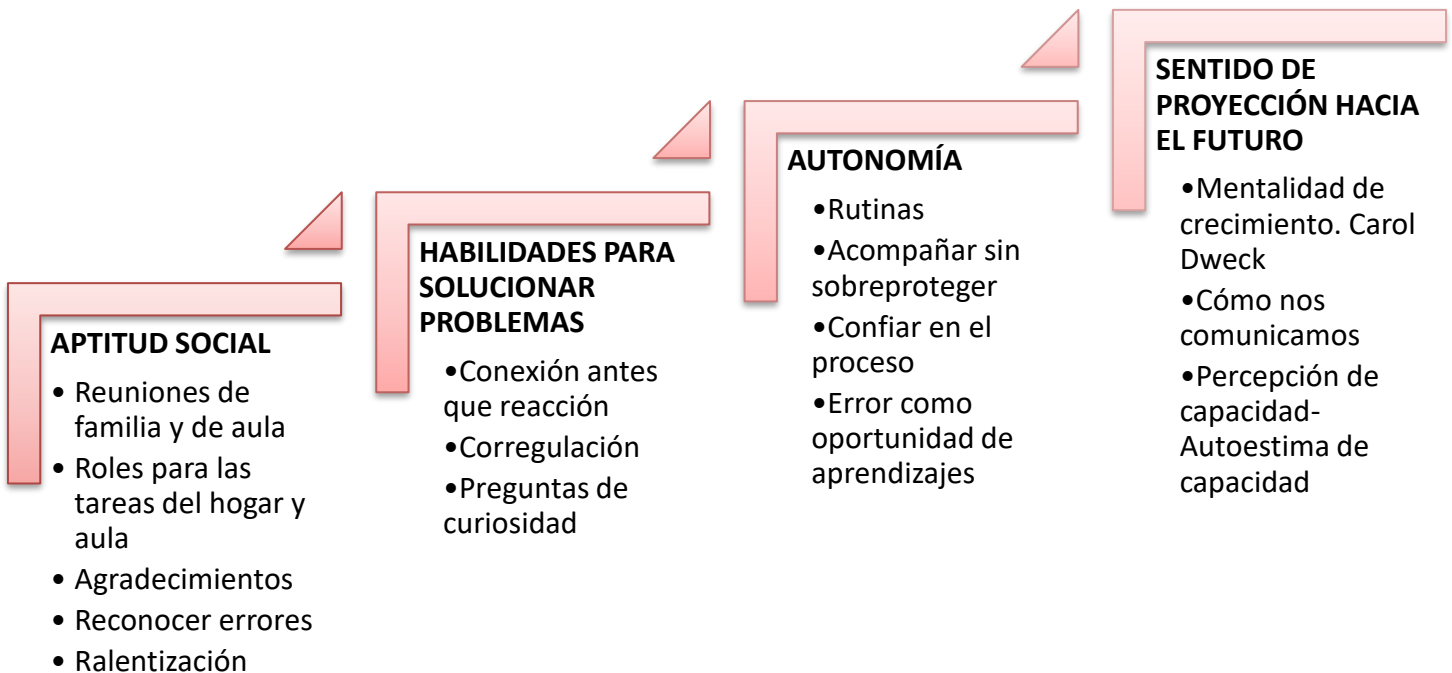 APTITUD SOCIAL
• Reuniones de
familia y de aula
• Roles para las
tareas del hogar y
aula
• Agradecimientos
• Reconocer errores
• Ralentización
HABILIDADES PARA
SOLUCIONAR
PROBLEMAS
•Conexión antes
que reacción
•Corregulación
•Preguntas de
curiosidad
AUTONOMÍA
•Rutinas
•Acompañar sin
sobreproteger
•Confiar en el
proceso
•Error como
oportunidad de
aprendizajes
SENTIDO DE
PROYECCIÓN HACIA
EL FUTURO
•Mentalidad de
crecimiento. Carol
Dweck
•Cómo nos
comunicamos
•Percepción de
capacidad-
Autoestima de
capacidad